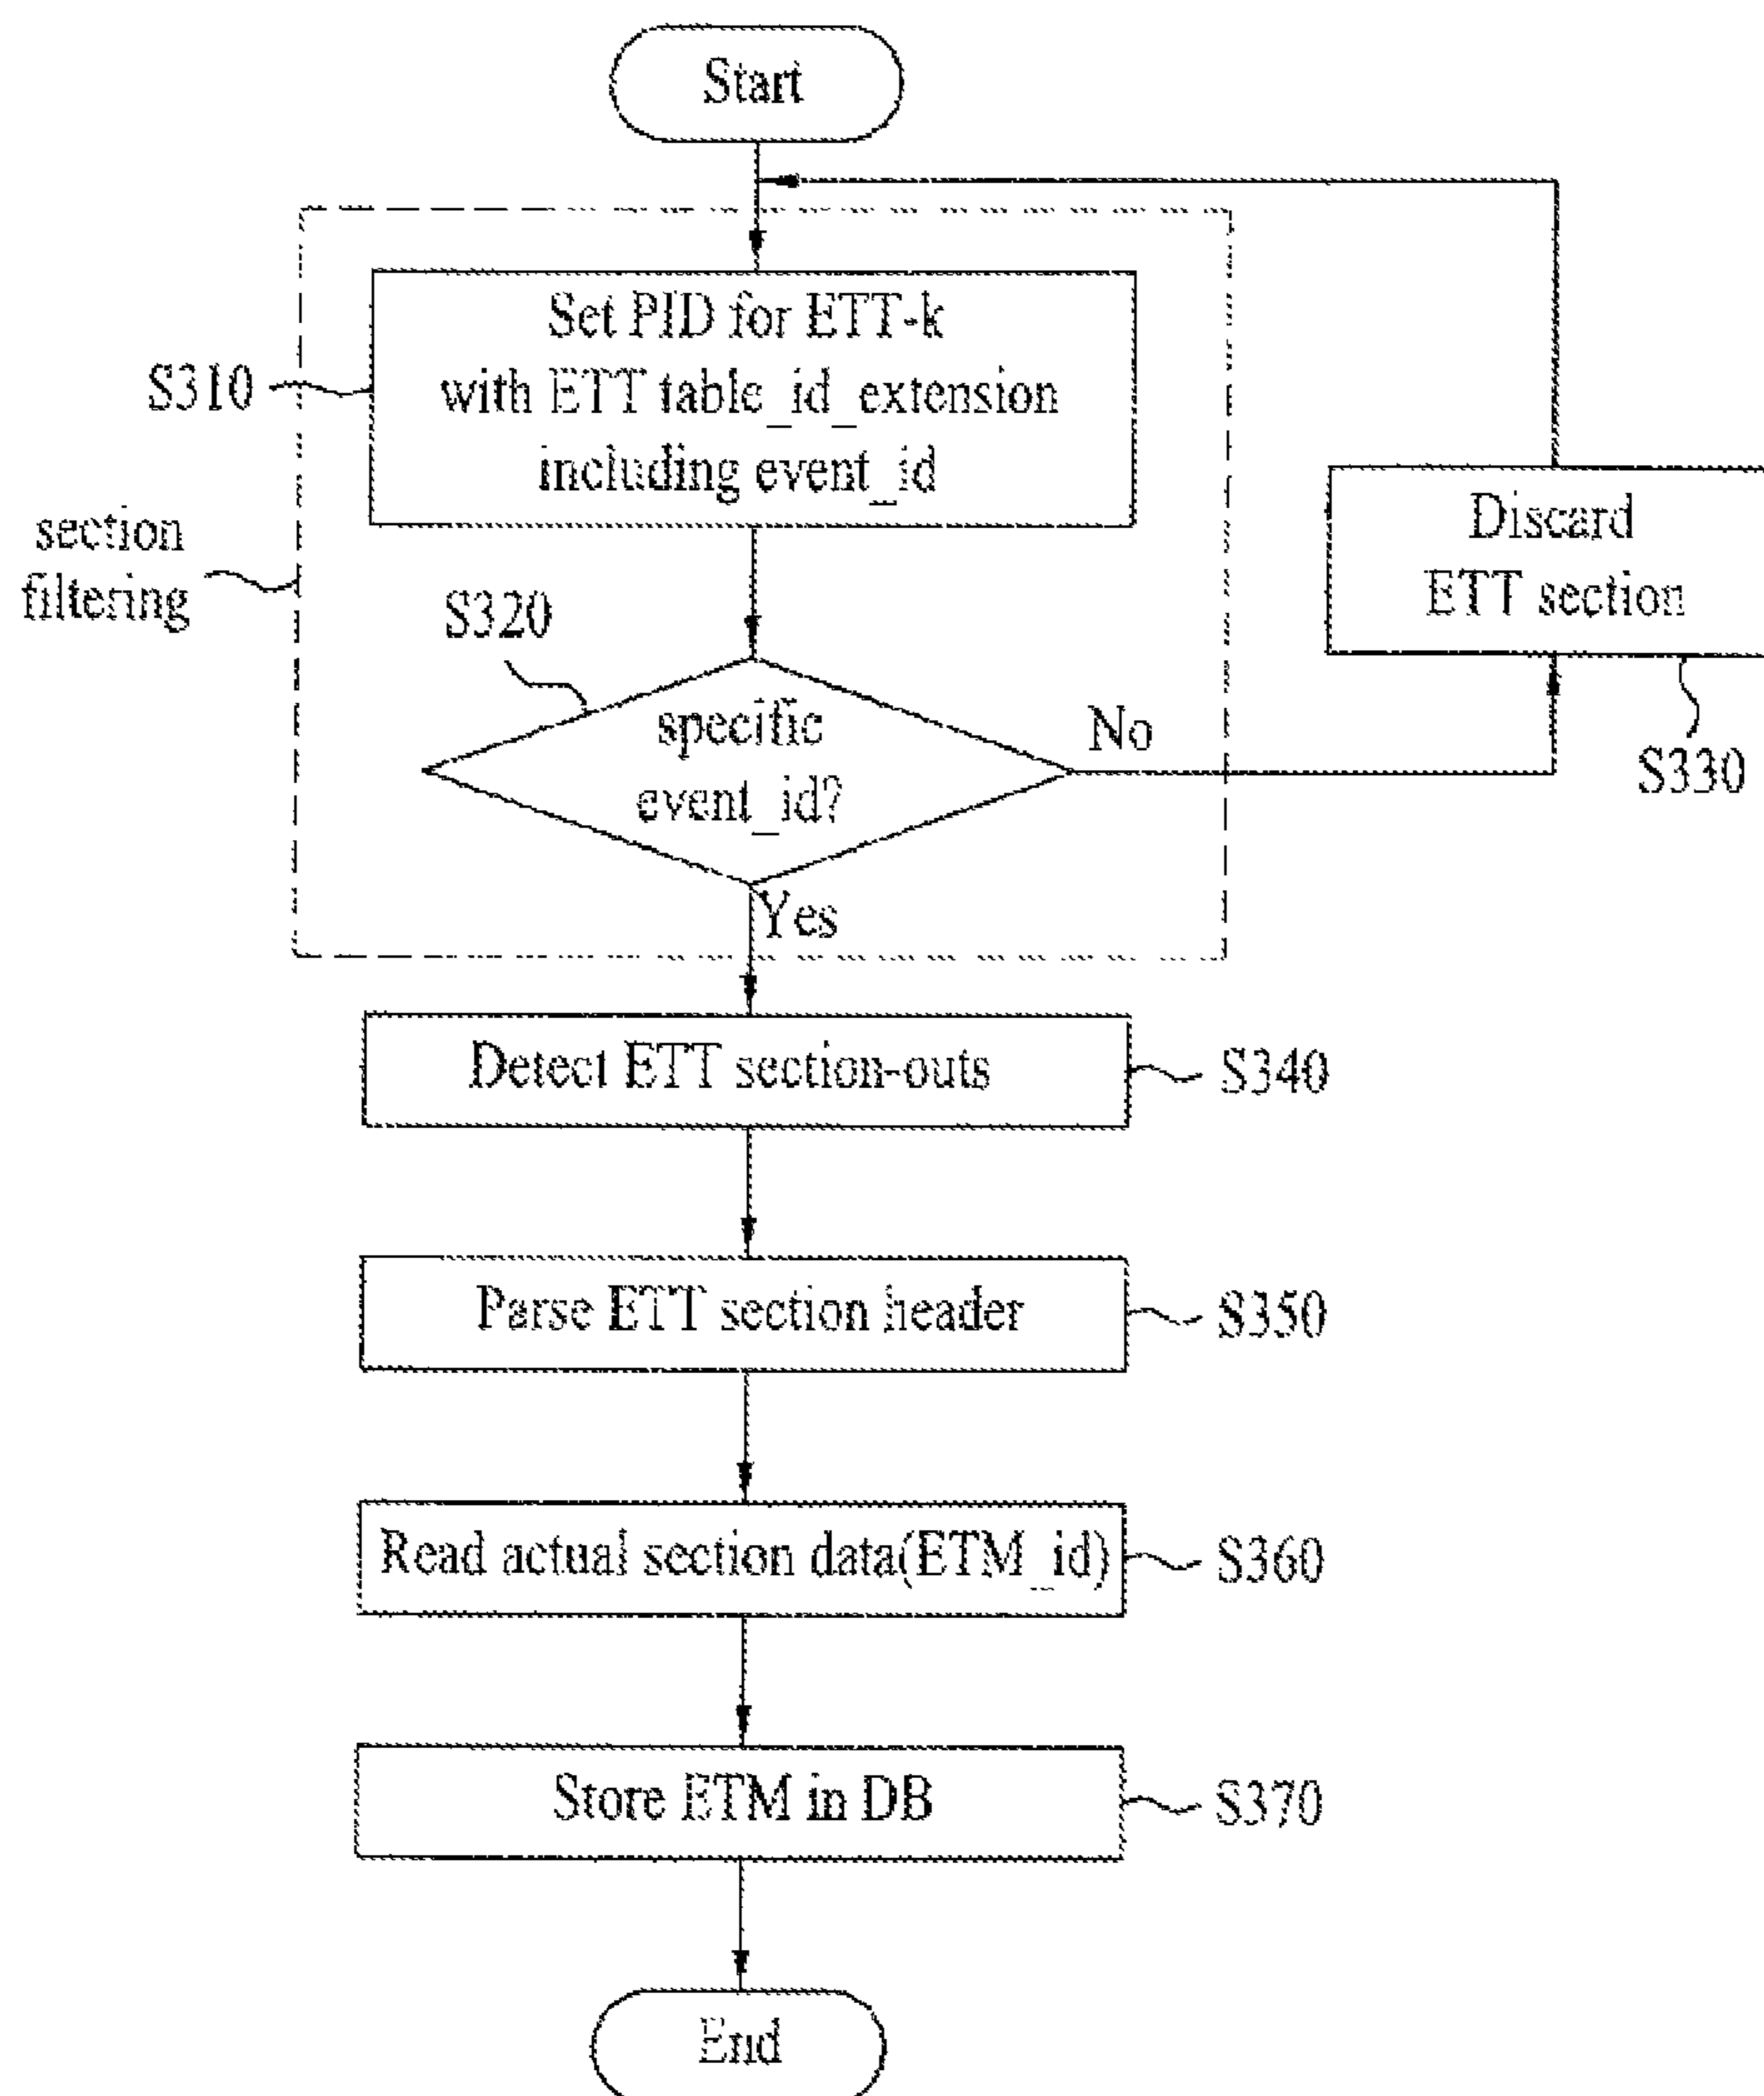 Start
Set PID for ETT-k
with ETT table_id_extension
including event_id
S310
section
filtering
S320
specific
event_id?
No
Yes
Discard
ETT section
S330
Detect ETT section-outs
S340
Parse ETT section header
S350
Read actual section data(ETM_id)
S360
Store ETM in DB
S370
End